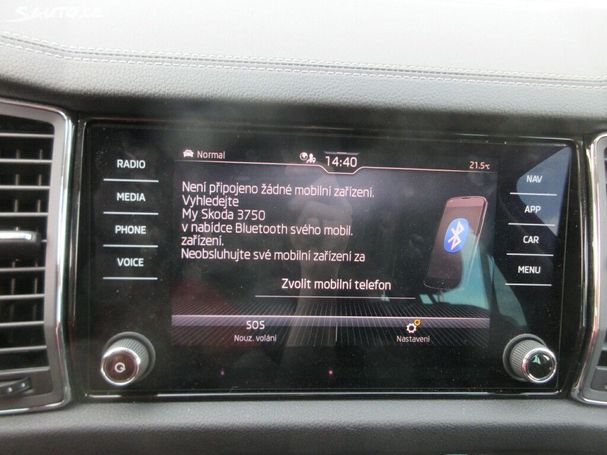 SAUTO.CZ
RADIO
MEDIA
PHONE
VOICE
Normal
14:40
21.5°C
Není připojeno žádné mobilní zařízení.
Vyhledejte
My Skoda 3750
v nabídce Bluetooth svého mobil.
zařízení.
Neobsluhujte své mobilní zařízení za
Zvolit mobilní telefon
SOS
Nouz. volání
Nastavení
NAV
APP
CAR
MENU